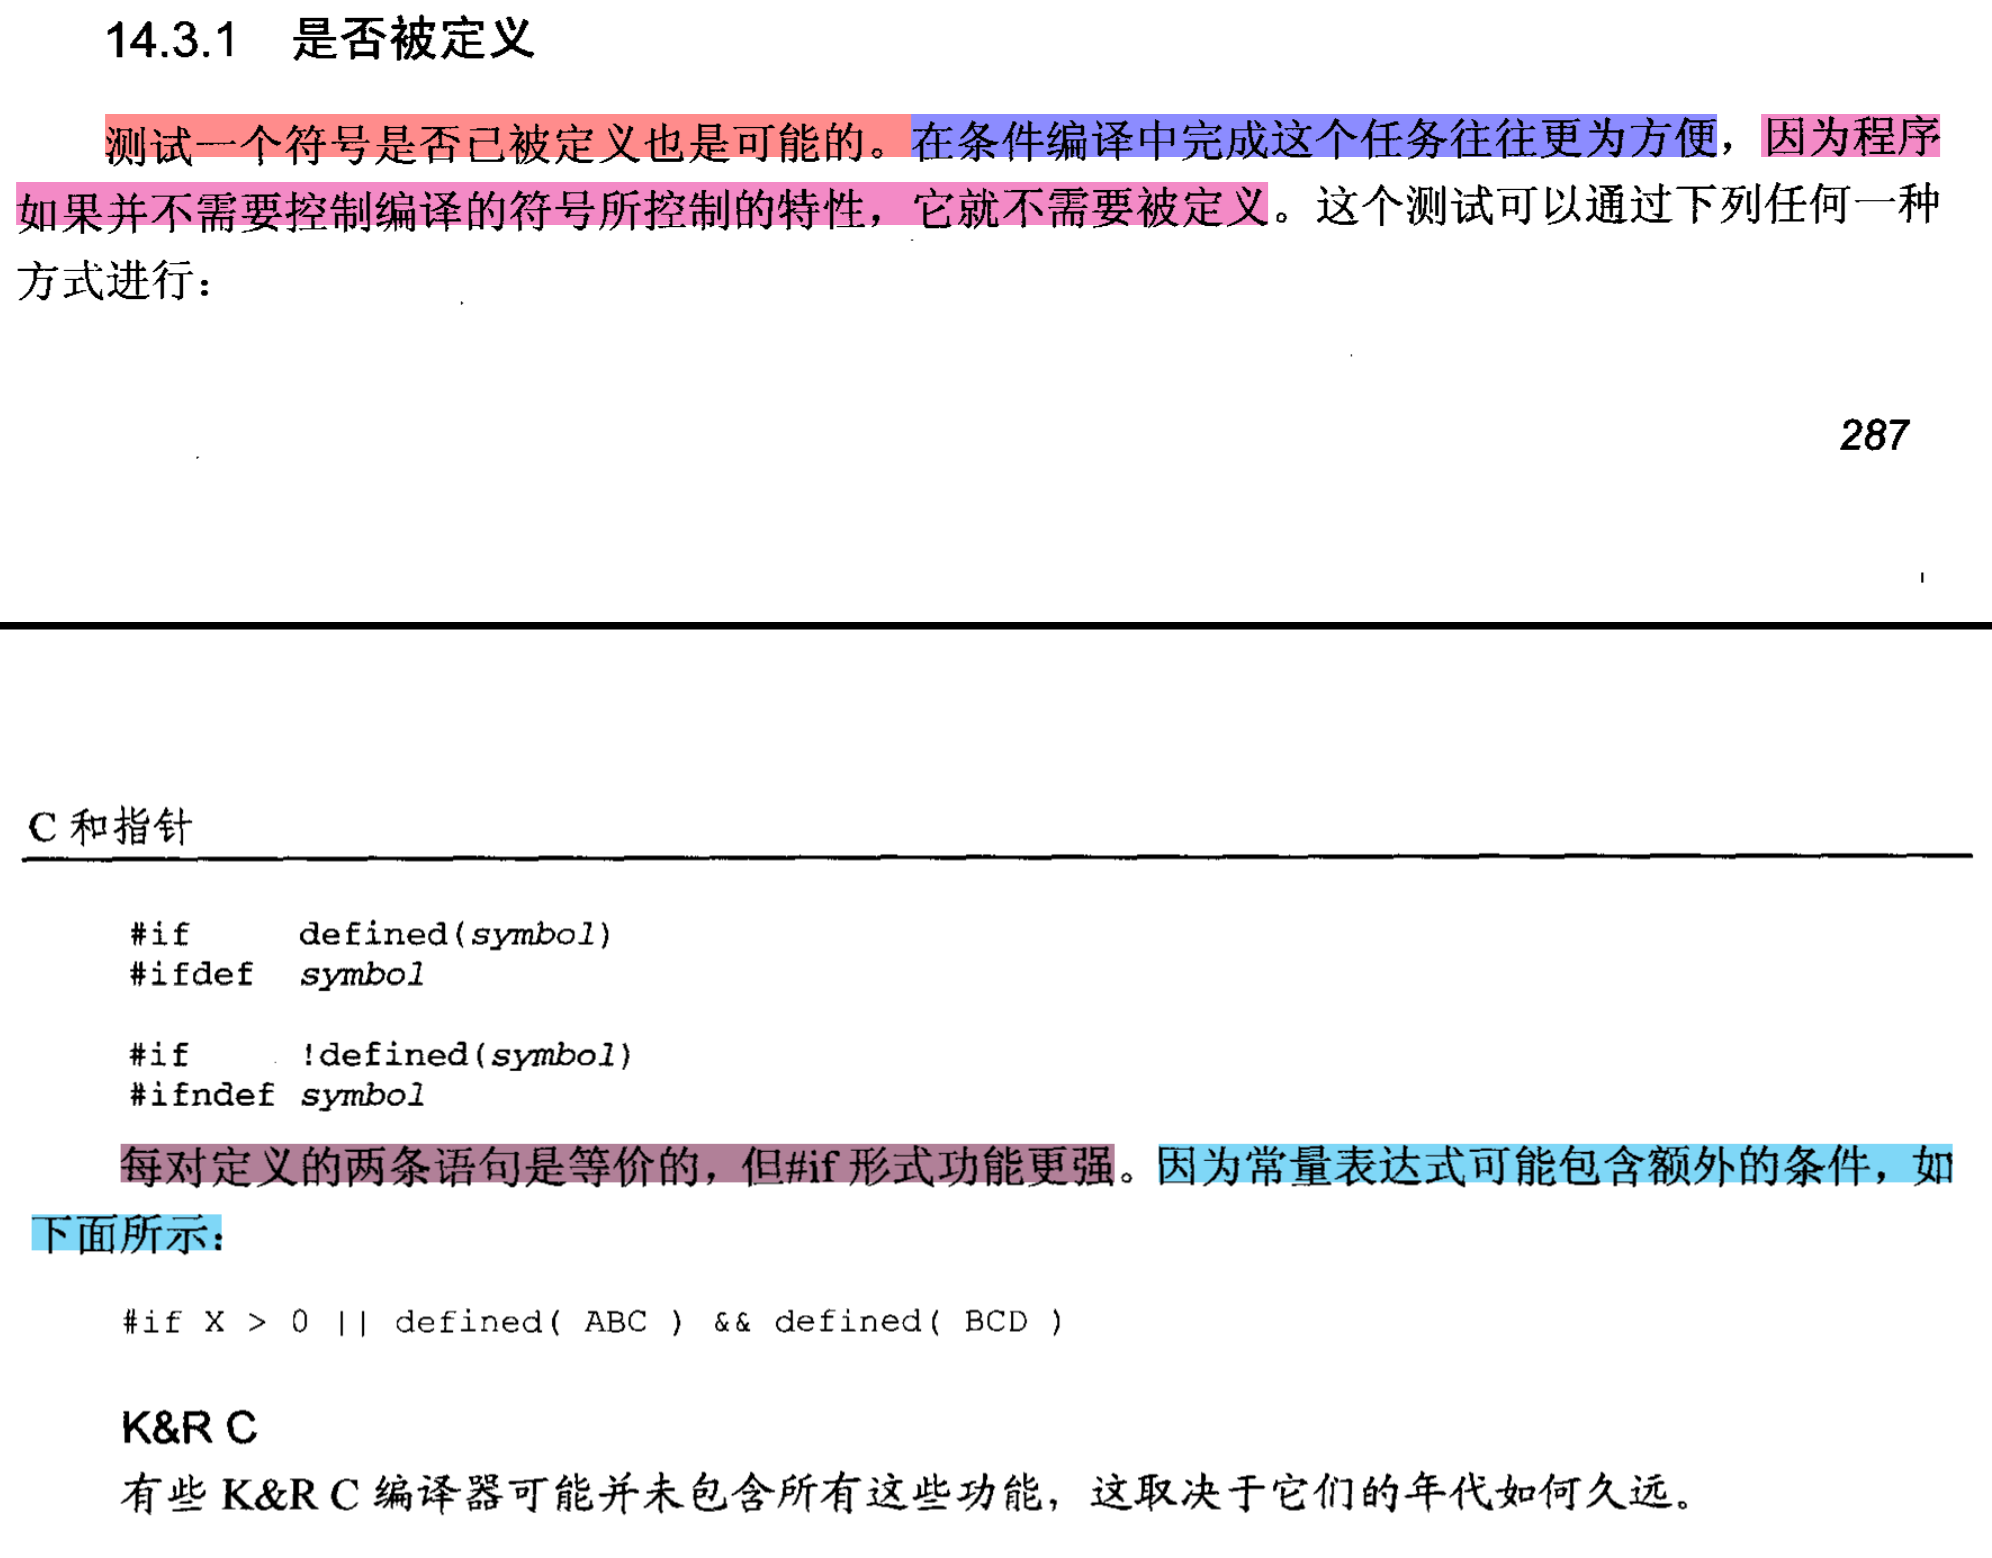 14.3.1 是否被定义
测试一个符号是否已被定义也是可能的。在条件编译中完成这个任务往往更为方便，因为程序
如果并不需要控制编译的符号所控制的特性，它就不需要被定义。这个测试可以通过下列任何一种
方式进行：
287
C 和指针
#if defined(symbol)
#ifdef symbol
#if !defined(symbol)
#ifndef symbol
每对定义的两条语句是等价的，但#if 形式功能更强。因为常量表达式可能包含额外的条件，如
下面所示：
#if X > 0 || defined( ABC ) && defined( BCD )
K&R C
有些 K&R C 编译器可能并未包含所有这些功能，这取决于它们的年代如何久远。